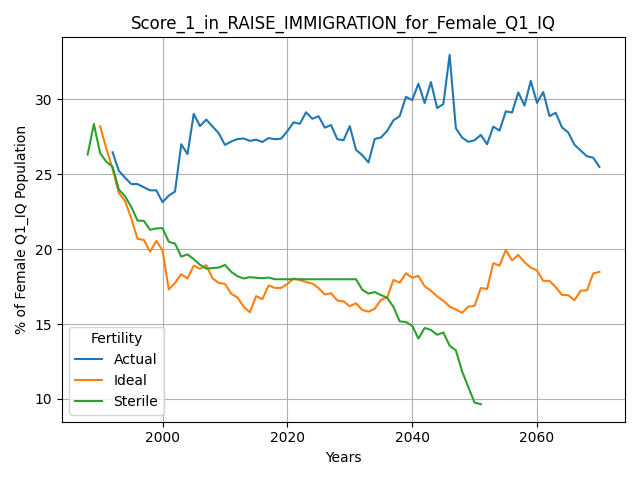 Score_1_in_RAISE_IMMIGRATION_for_Female_Q1_IQ
% of Female Q1_IQ Population
30
25
20
15
10
Fertility
Actual
Ideal
Sterile
2000 2020 2040 2060
Years